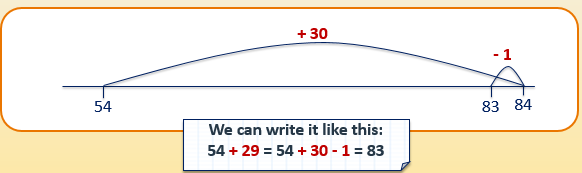 + 30
- 1
54
83
84
We can write it like this:
54 + 29 = 54 + 30 - 1 = 83